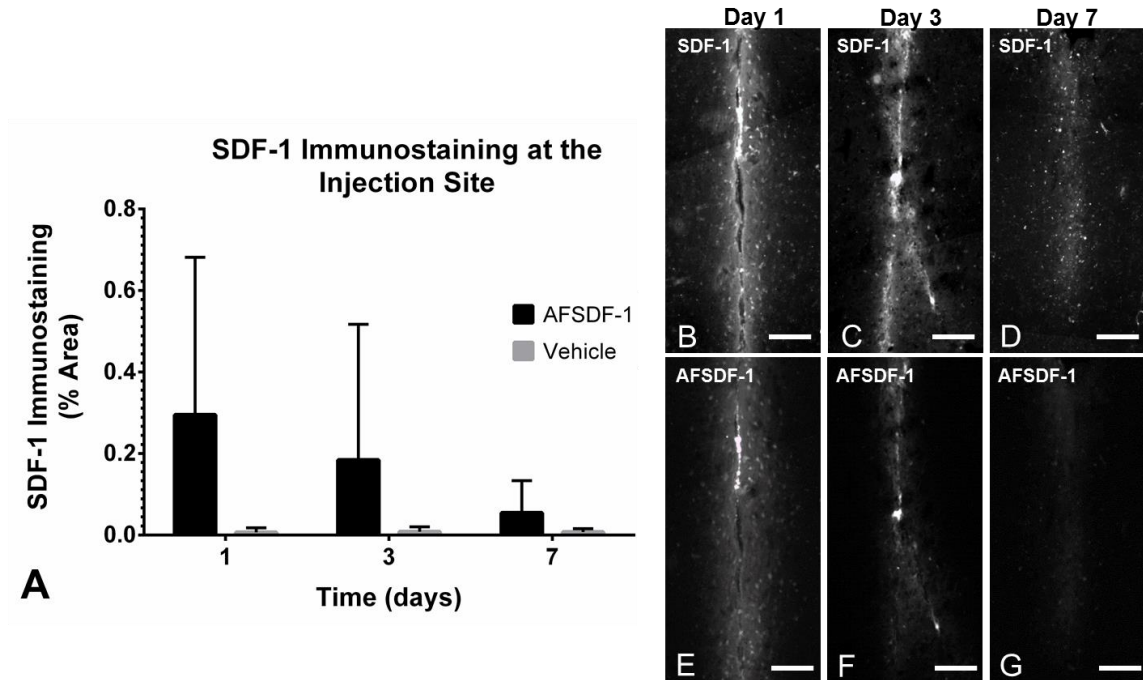 SDF-1 Immunostaining at the
Injection Site
SDF-1 Immunostaining
(% Area)
0.8
0.6
0.4
0.2
0.0
AFSDF-1
Vehicle
1
3
7
Time (days)
A
Day 1
Day 3
Day 7
SDF-1
SDF-1
SDF-1
B
C
D
AFSDF-1
AFSDF-1
AFSDF-1
E
F
G